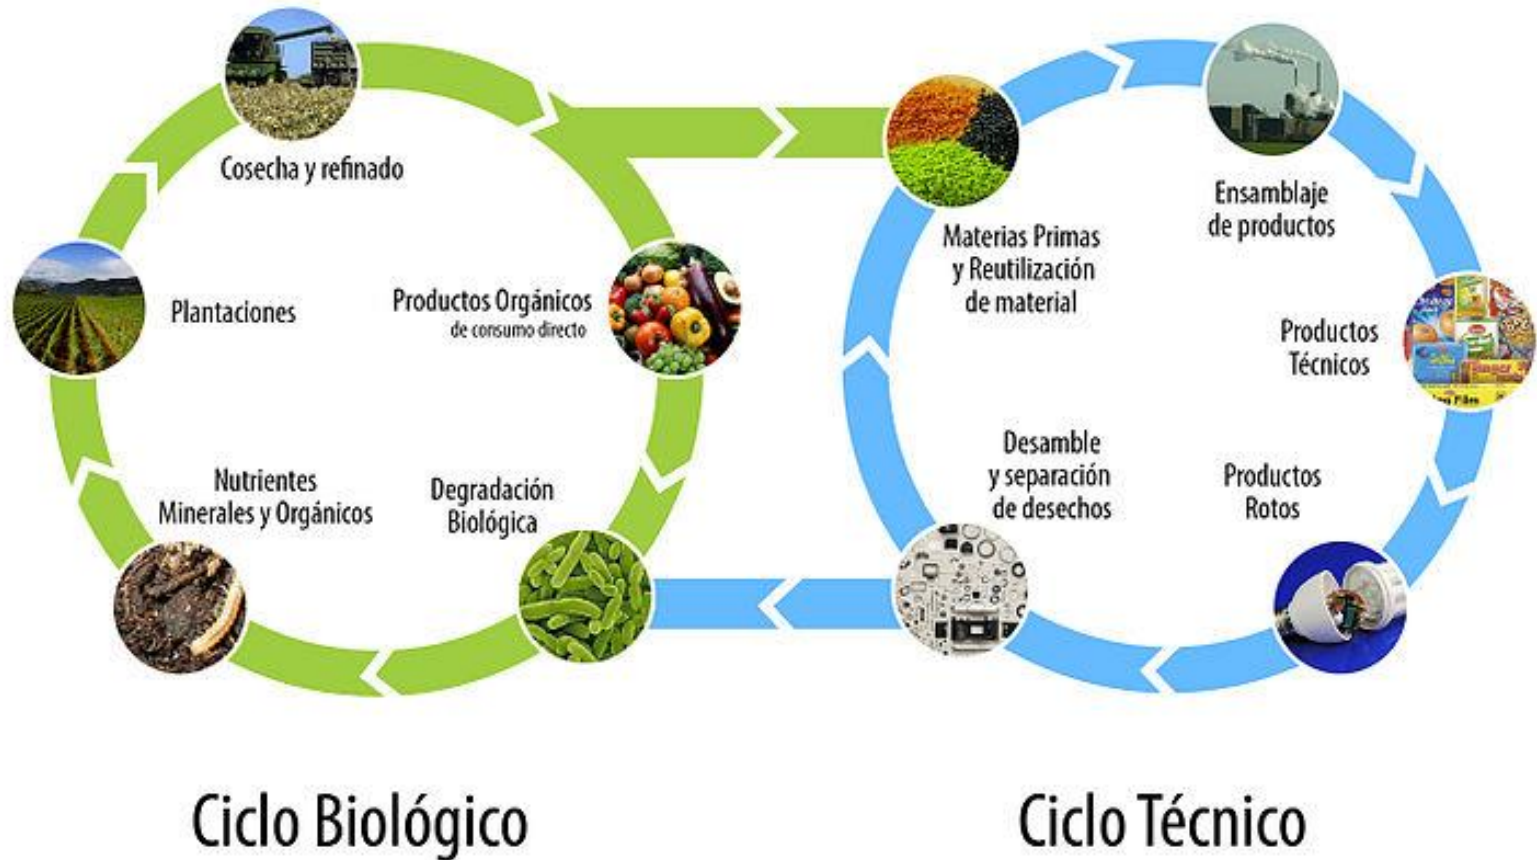 Cosecha y refinado
Plantaciones
Productos Orgánicos
de consumo directo
Nutrientes
Minerales y Orgánicos
Degradación
Biológica
Materias Primas
y Reutilización
de material
Ensamblaje
de productos
Productos
Técnicos
Desamble
y separación
de desechos
Productos
Rotos
Ciclo Biológico
Ciclo Técnico